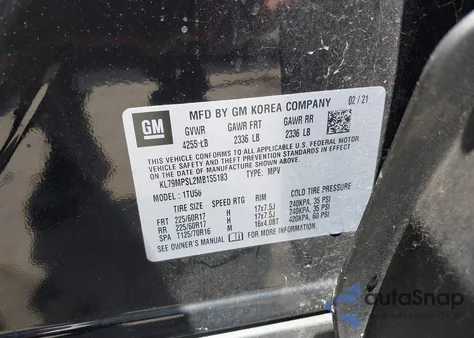 GM
MFD BY GM KOREA COMPANY 02/21
GVWR GAWR FRT GAWR RR
4255-LB 2336 LB 2336 LB
THIS VEHICLE CONFORMS TO ALL APPLICABLE U.S. FEDERAL
VEHICLE SAFETY AND THEFT PREVENTION STANDARDS IN EFFECT
ON THE DATE OF MANUFACTURE SHOWN ABOVE.
KL79MPSL2MB155183 TYPE: MPV
MODEL: 1TU56
TIRE SIZE SPEED RTG RIM COLD TIRE PRESSURE
FRT 225/60R17 H 17x7.5J 240KPA, 35 PSI
RR 225/60R17 H 17x7.5J 240KPA, 35 PSI
SPA T125/70R16 M 16x4.0BT 420KPA, 60 PSI
SEE OWNER'S MANUAL FOR MORE INFORMATION.
autoSnap